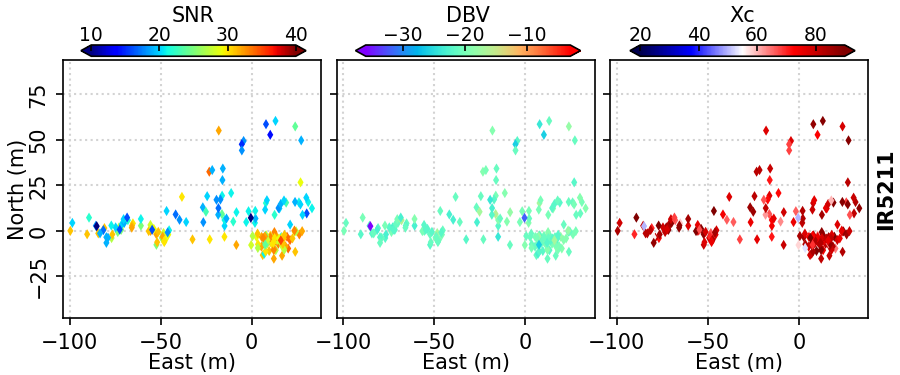 SNR DBV Xc
10 20 30 40 −30 −20 −10 20 40 60 80
North (m)
75
50
25
0
−25
IR5211
−100 −50 0 −100 −50 0 −100 −50 0
East (m) East (m) East (m)